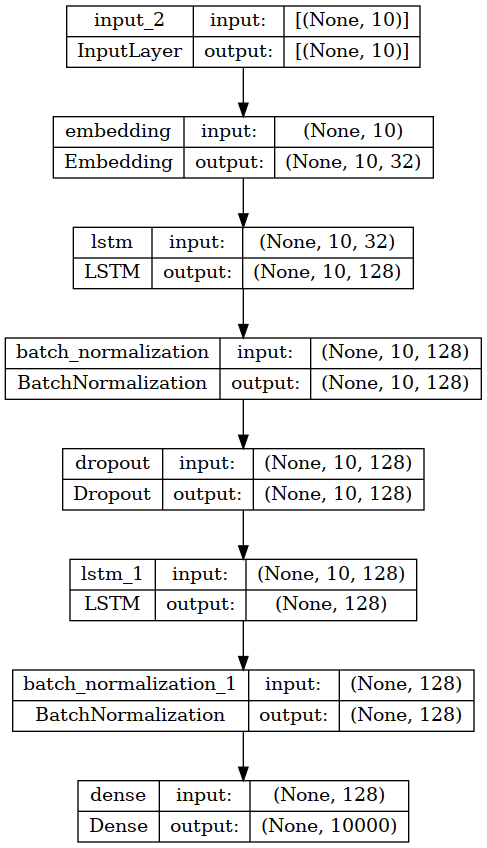 input_2 input: [(None, 10)]
InputLayer output: [(None, 10)]
embedding input: (None, 10)
Embedding output: (None, 10, 32)
lstm input: (None, 10, 32)
LSTM output: (None, 10, 128)
batch_normalization input: (None, 10, 128)
BatchNormalization output: (None, 10, 128)
dropout input: (None, 10, 128)
Dropout output: (None, 10, 128)
lstm_1 input: (None, 10, 128)
LSTM output: (None, 128)
batch_normalization_1 input: (None, 128)
BatchNormalization output: (None, 128)
dense input: (None, 128)
Dense output: (None, 10000)